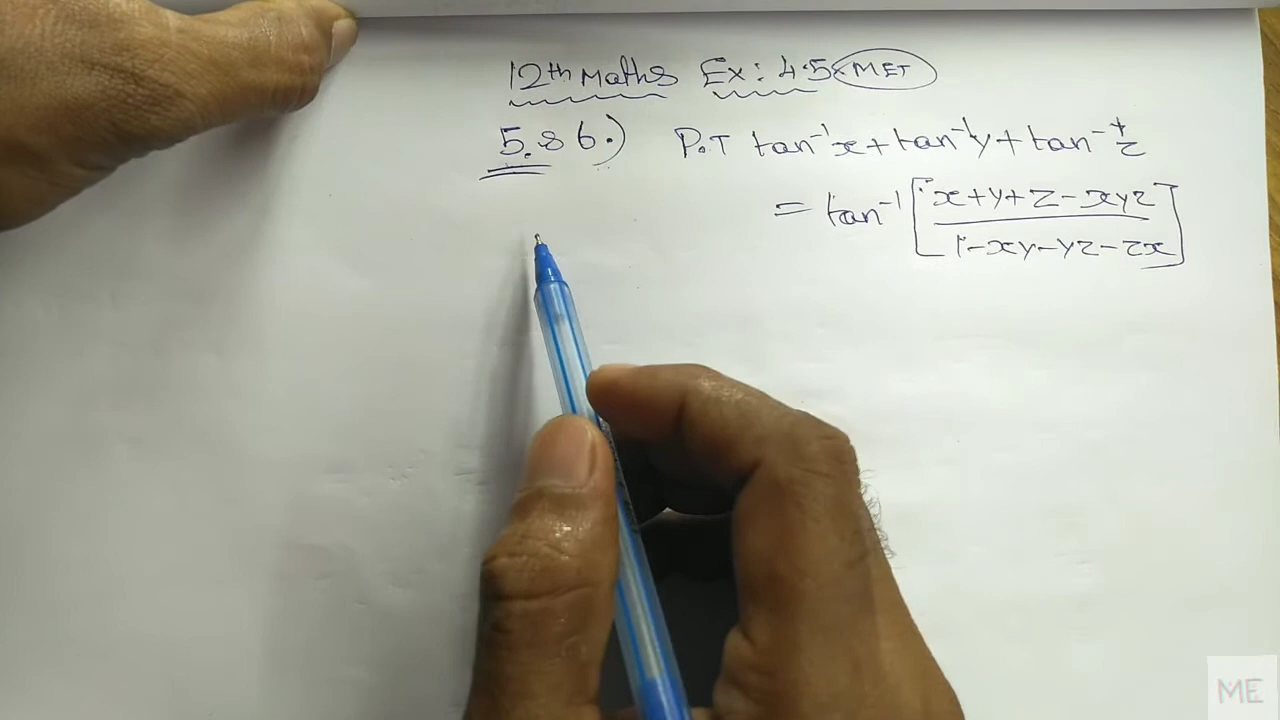 12th Maths Ex: 4.5 MET
5.86.) P.T tan⁻¹x + tan⁻¹y + tan⁻¹z
= tan⁻¹ [ x+y+z-xyz / 1-xy-yz-zx ]
ME